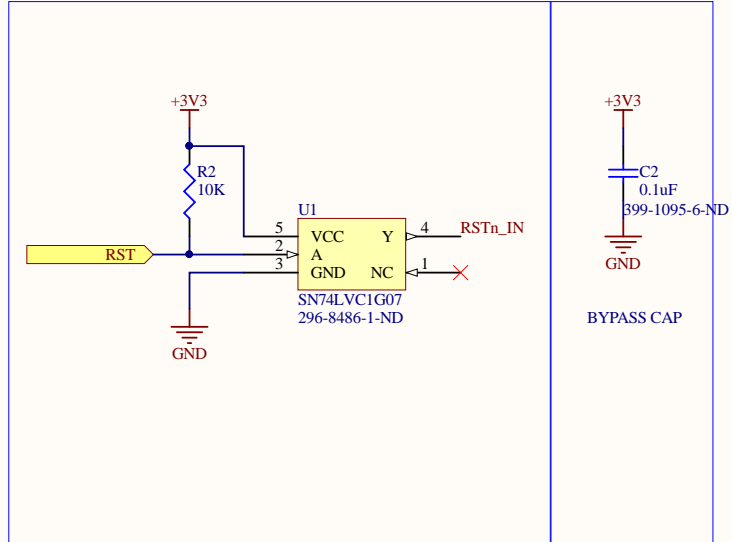 +3V3
R2
10K
RST
U1
5
VCC
Y
4
RSTn_IN
2
A
3
GND
NC
1
SN74LVC1G07
296-8486-1-ND
GND
+3V3
C2
0.1uF
399-1095-6-ND
GND
BYPASS CAP